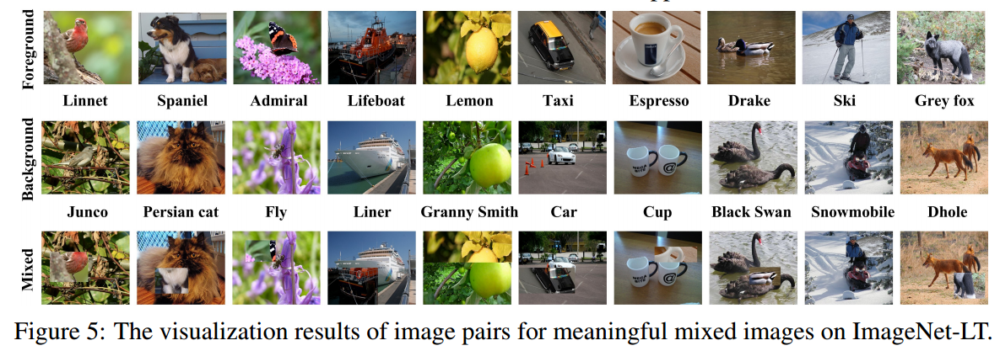 Foreground
Linnet Spaniel Admiral Lifeboat Lemon Taxi Espresso Drake Ski Grey fox
Background
Junco Persian cat Fly Liner Granny Smith Car Cup Black Swan Snowmobile Dhole
Mixed
Figure 5: The visualization results of image pairs for meaningful mixed images on ImageNet-LT.